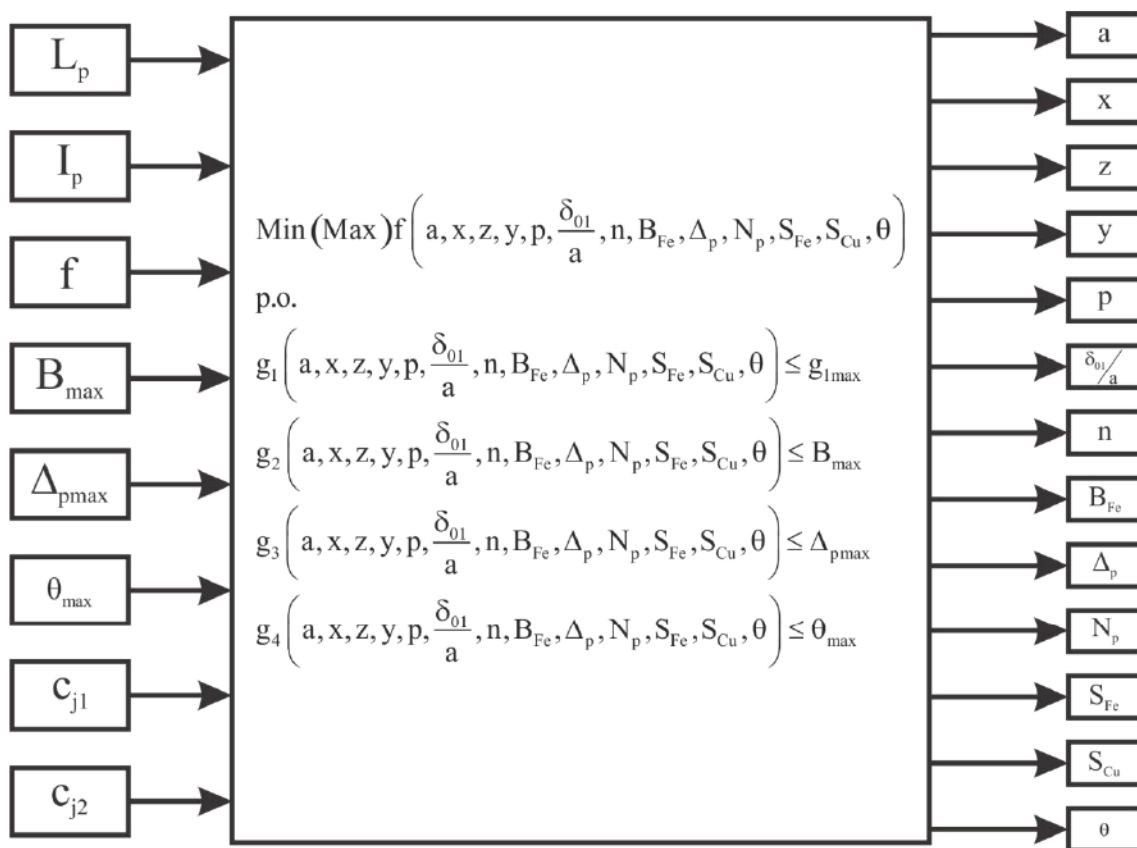 L_p
I_p
f
B_max
Δ_pmax
θ_max
c_j1
c_j2
Min(Max)f(a, x, z, y, p, δ_01/a, n, B_Fe, Δ_p, N_p, S_Fe, S_Cu, θ)
p.o.
g_1(a, x, z, y, p, δ_01/a, n, B_Fe, Δ_p, N_p, S_Fe, S_Cu, θ) ≤ g_1max
g_2(a, x, z, y, p, δ_01/a, n, B_Fe, Δ_p, N_p, S_Fe, S_Cu, θ) ≤ B_max
g_3(a, x, z, y, p, δ_01/a, n, B_Fe, Δ_p, N_p, S_Fe, S_Cu, θ) ≤ Δ_pmax
g_4(a, x, z, y, p, δ_01/a, n, B_Fe, Δ_p, N_p, S_Fe, S_Cu, θ) ≤ θ_max
a
x
z
y
p
δ_01/a
n
B_Fe
Δ_p
N_p
S_Fe
S_Cu
θ